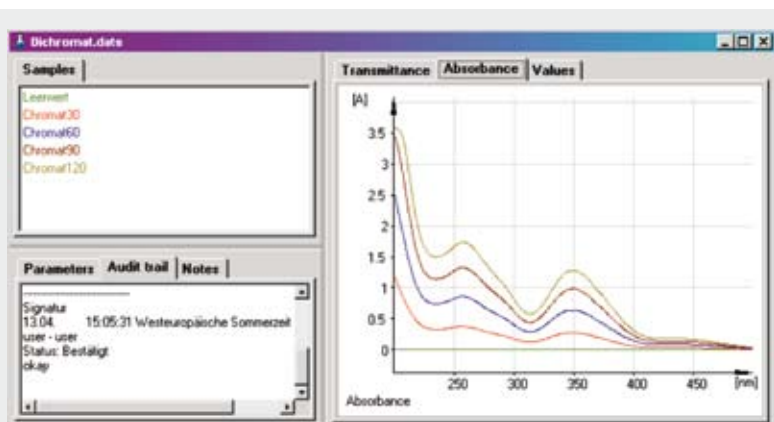 Dichromat.data
Samples
Leerwert
Chromat30
Chromat60
Chromat90
Chromat120
Parameters Audit trail Notes
Signatur
13.04. 15:05:31 Westeuropäische Sommerzeit
user - user
Status: Bestätigt
okay
Transmittance Absorbance Values
[A]
3.5
3
2.5
2
1.5
1
0.5
0
250 300 350 400 450 [nm]
Absorbance